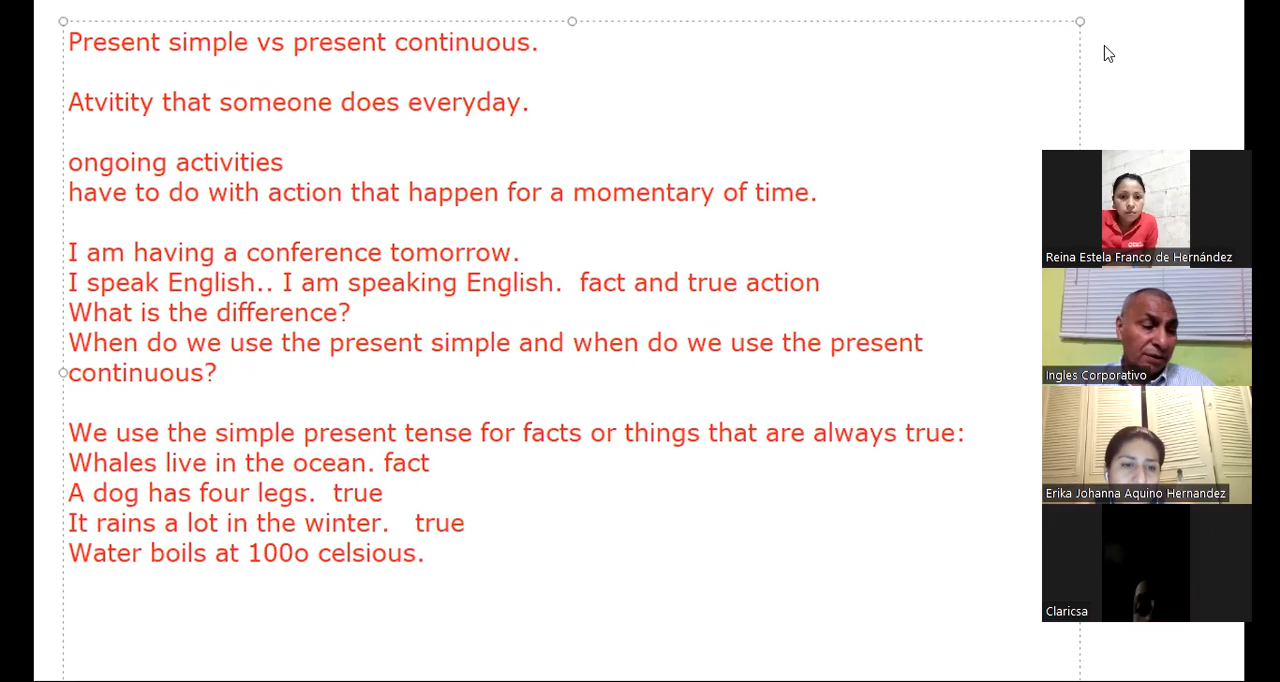 Present simple vs present continuous.
Atvitity that someone does everyday.
ongoing activities
have to do with action that happen for a momentary of time.
I am having a conference tomorrow.
I speak English.. I am speaking English.  fact and true action
What is the difference?
When do we use the present simple and when do we use the present
continuous?
We use the simple present tense for facts or things that are always true:
Whales live in the ocean. fact
A dog has four legs.  true
It rains a lot in the winter.   true
Water boils at 100o celsious.
Reina Estela Franco de Hernández
Ingles Corporativo
Erika Johanna Aquino Hernandez
Claricsa